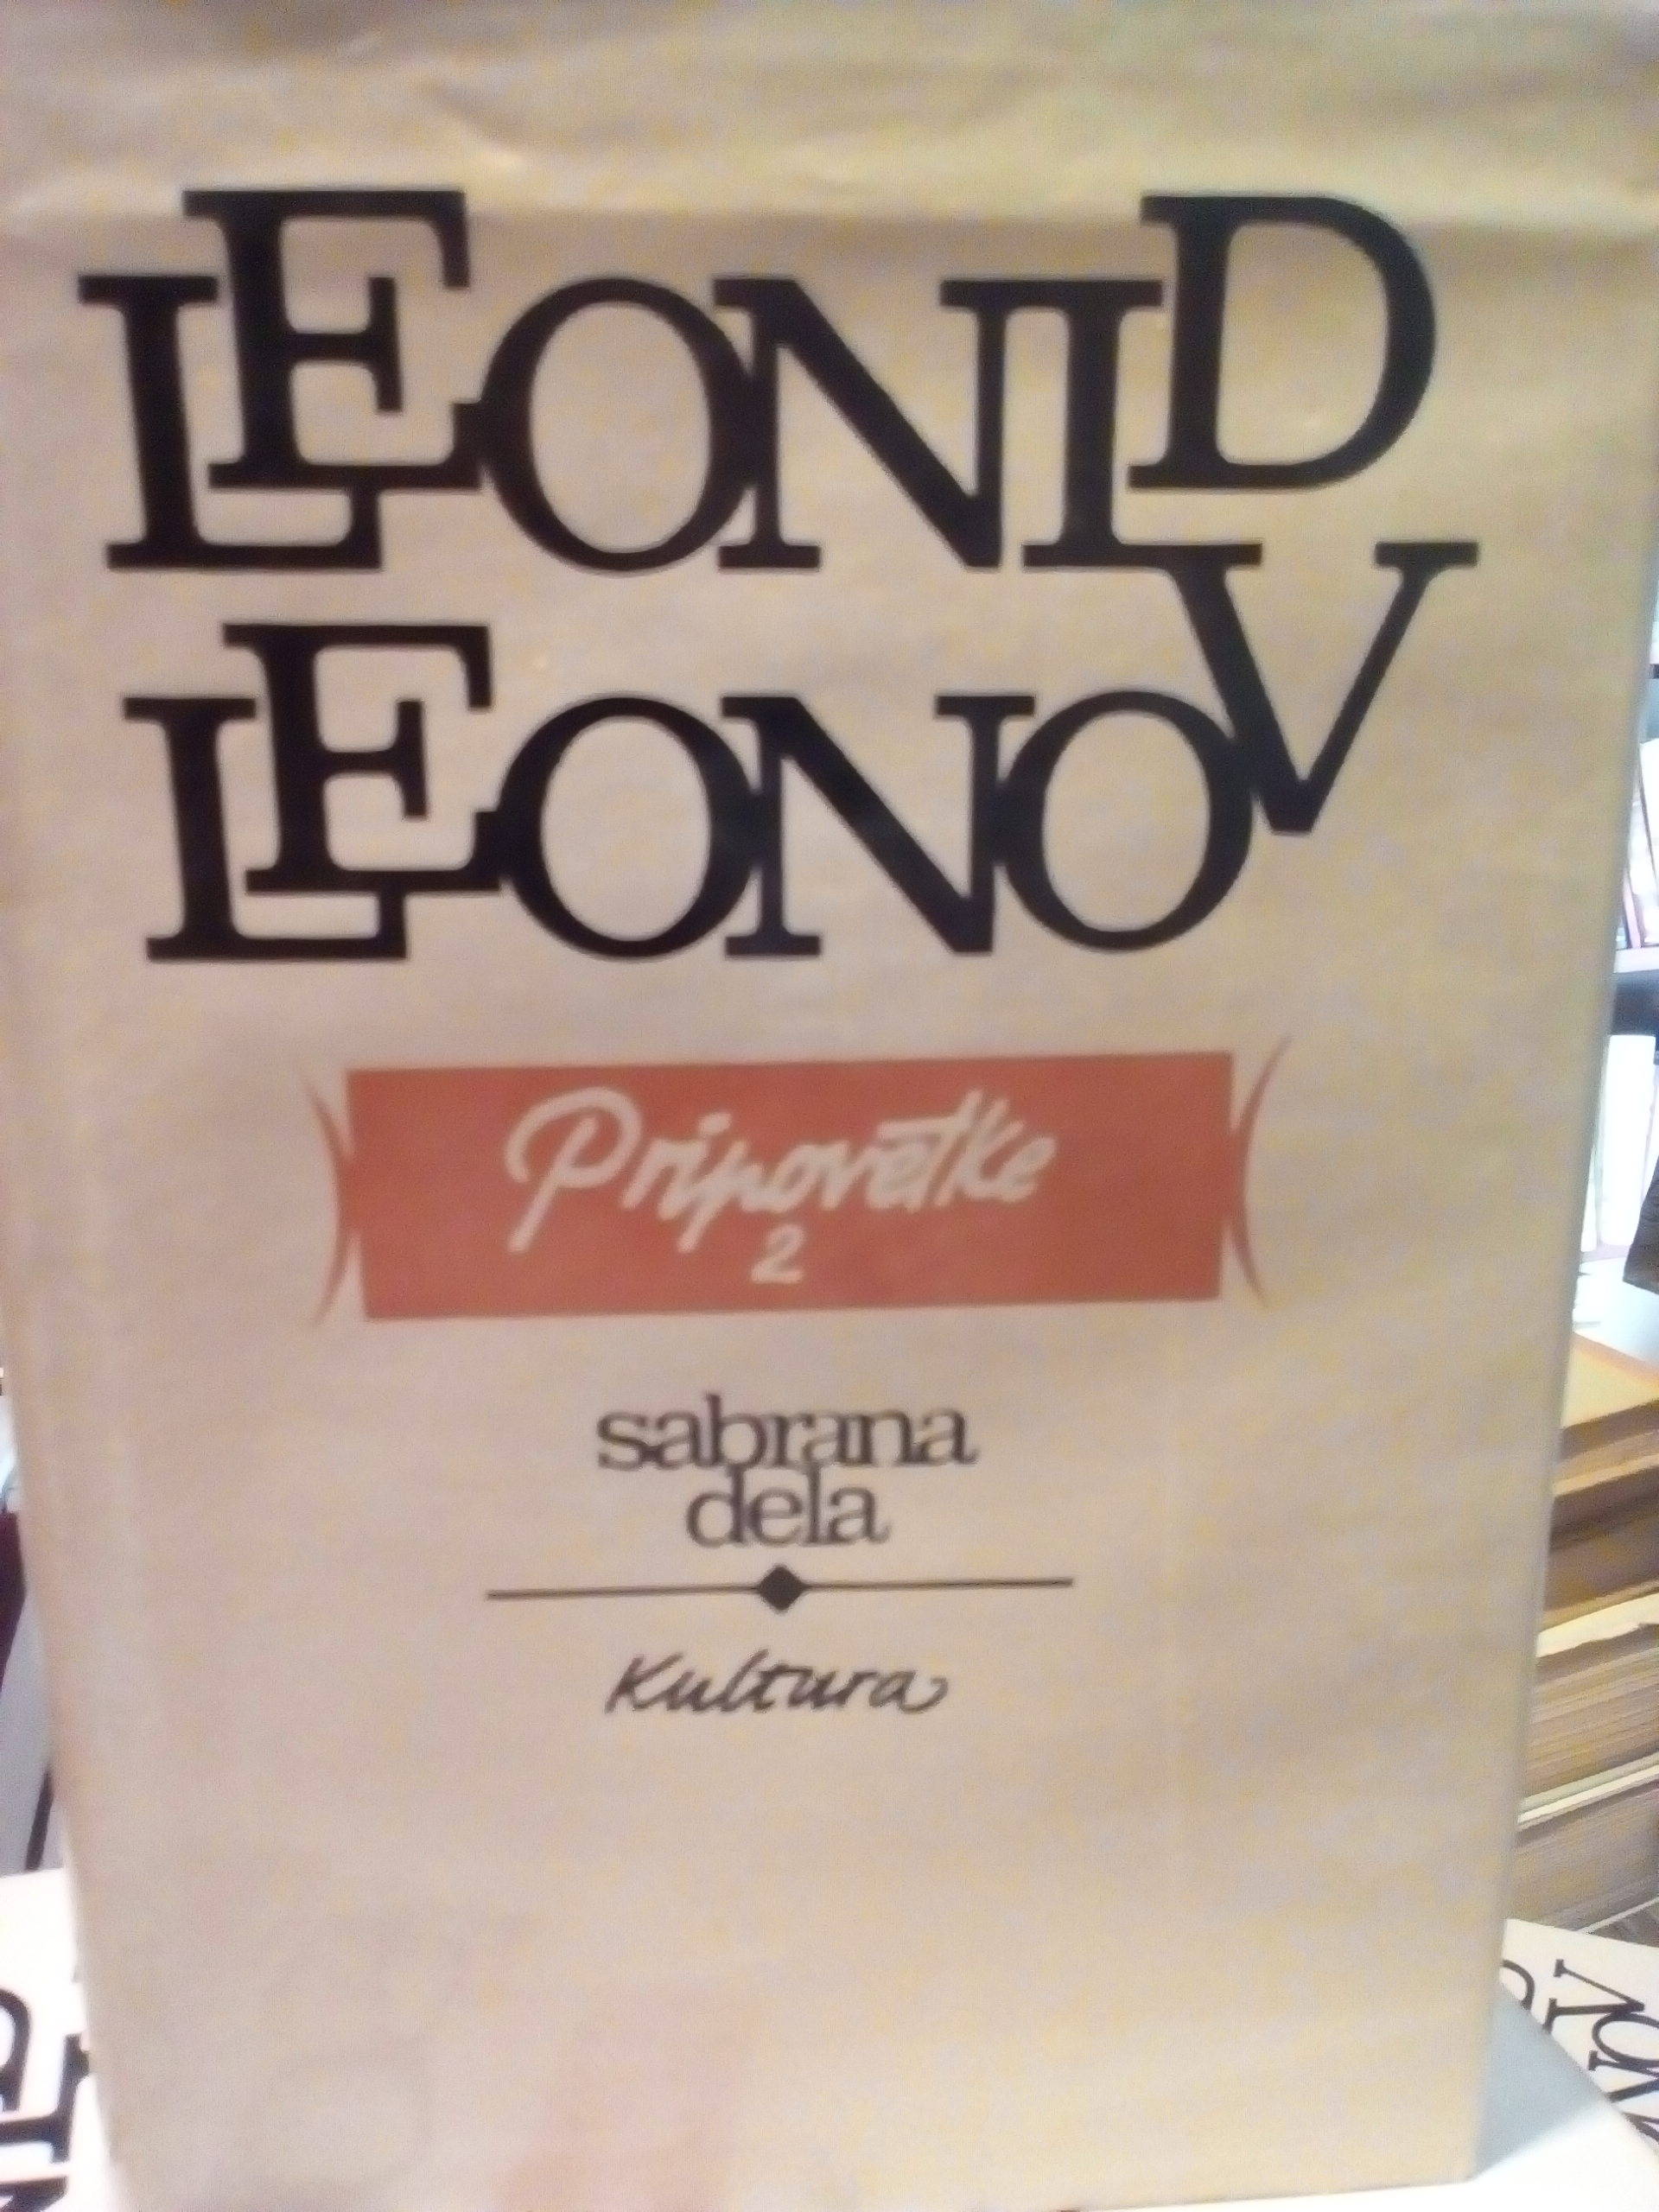 LEONID
LEONOV
Pripovetke
2
sabrana
dela
Kultura